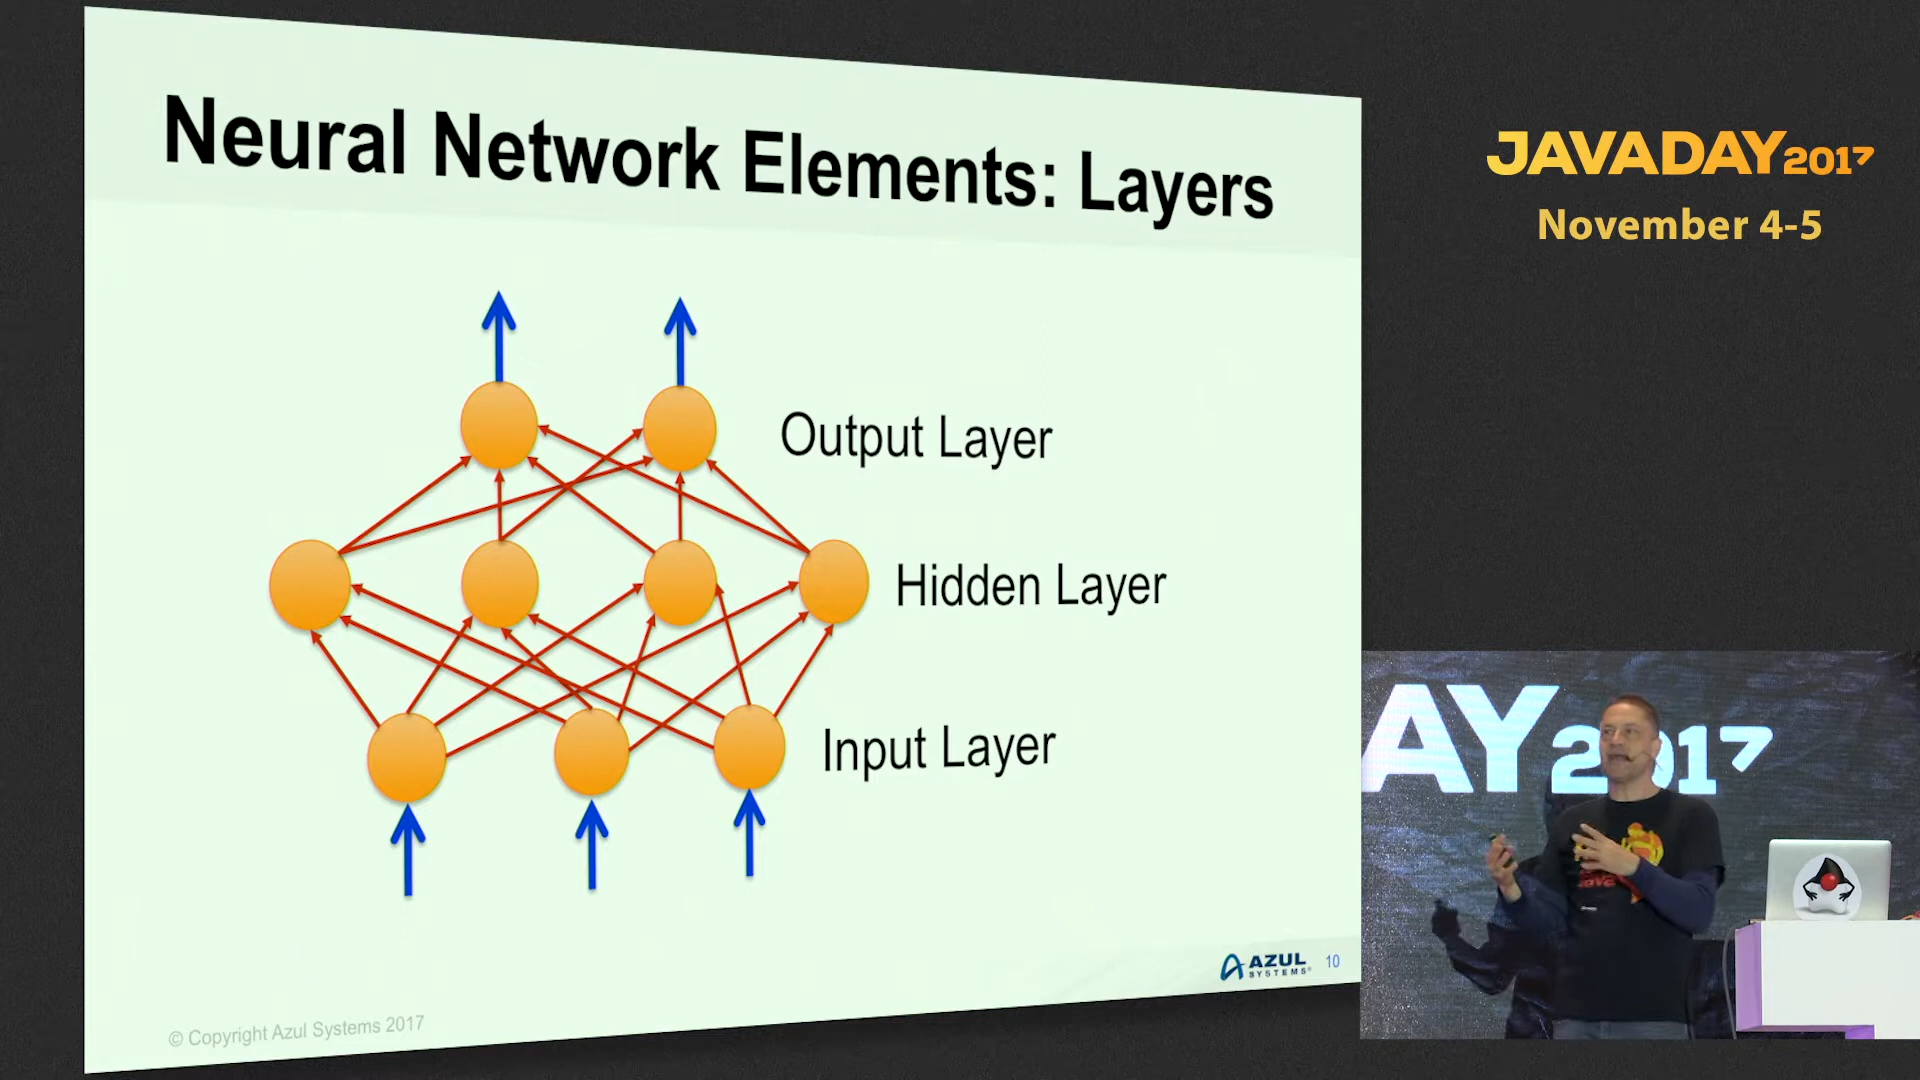 Neural Network Elements: Layers
Output Layer
Hidden Layer
Input Layer
AZUL
SYSTEMS®
10
© Copyright Azul Systems 2017
JAVADAY2017
November 4-5
AY2017